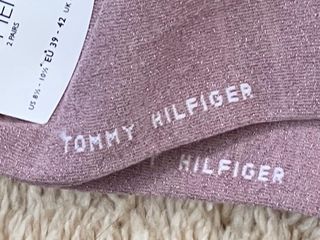 2 PAIRS
US 8½ - 10½ EU 39 - 42 UK
TOMMY HILFIGER
HILFIGER